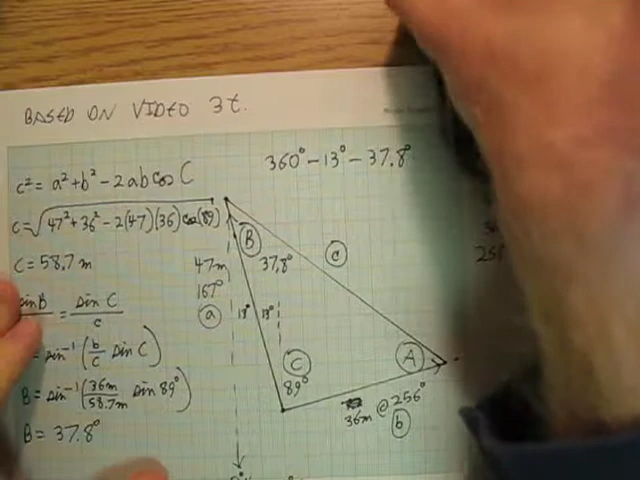 BASED ON VIDEO 3t.
c² = a² + b² - 2ab cos C
360° - 13° - 37.8°
c = √47² + 36² - 2(47)(36) cos(89)
c = 58.7 m
B
37.8°
c
47m
167°
a
13° 13°
sin B / = sin C / c
= sin⁻¹ (b/c sin C)
C
89°
A
B = sin⁻¹ (36m/58.7m sin 89°)
36m @ 256°
b
B = 37.8°